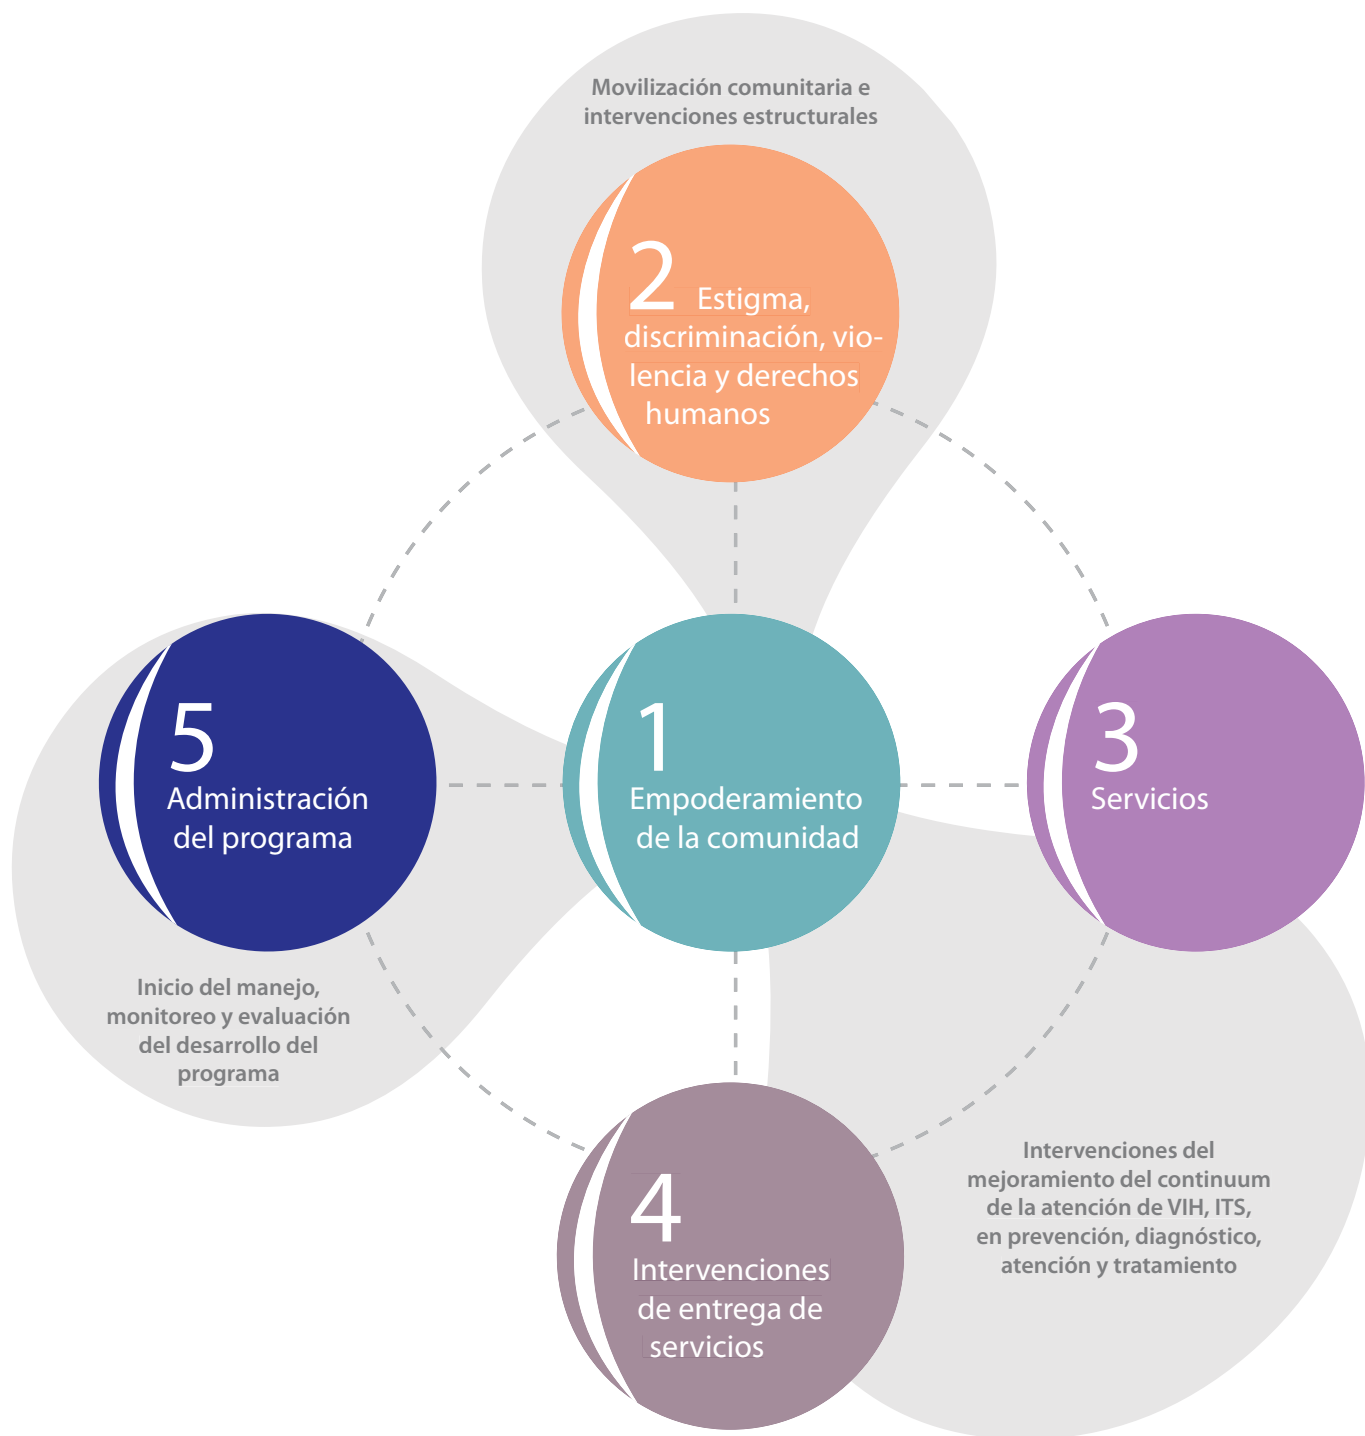 Movilización comunitaria e
intervenciones estructurales
2 Estigma,
discriminación, vio-
lencia y derechos
humanos
5
Administración
del programa
1
Empoderamiento
de la comunidad
3
Servicios
Inicio del manejo,
monitoreo y evaluación
del desarrollo del
programa
4
Intervenciones
de entrega de
servicios
Intervenciones del
mejoramiento del continuum
de la atención de VIH, ITS,
en prevención, diagnóstico,
atención y tratamiento